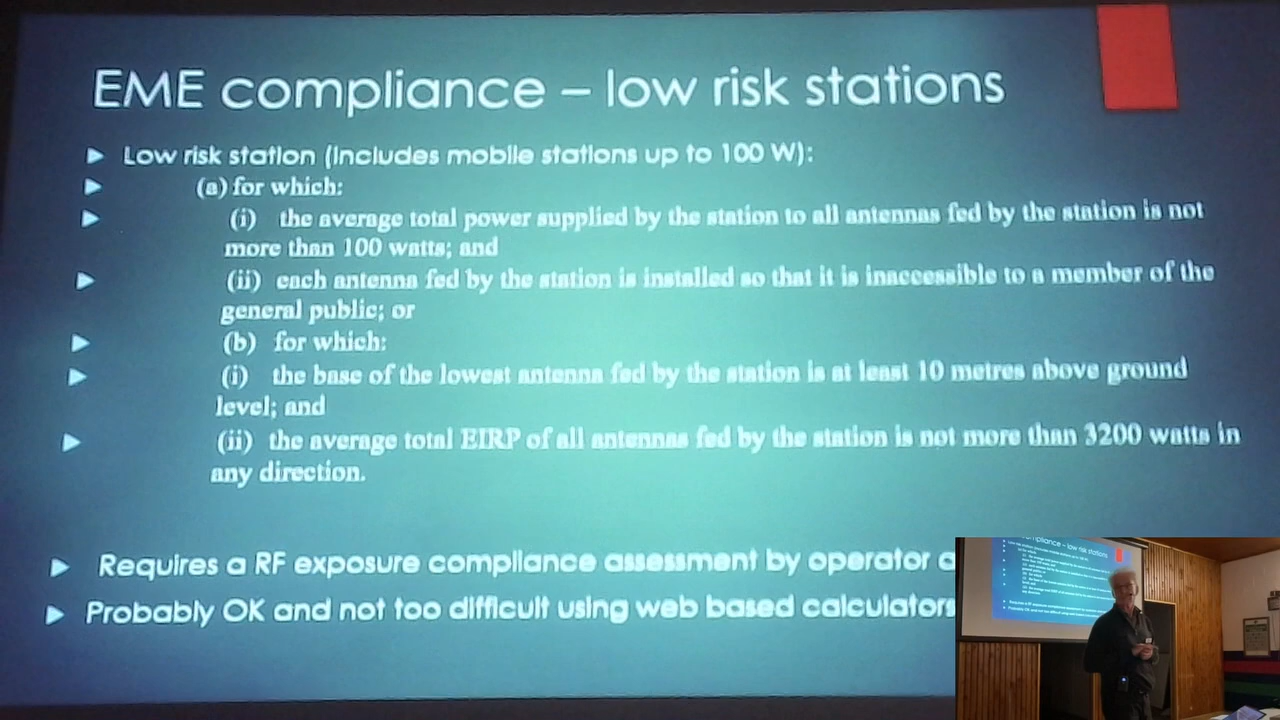 EME compliance – low risk stations
Low risk station (includes mobile stations up to 100 W):
(a) for which:
(i) the average total power supplied by the station to all antennas fed by the station is not
more than 100 watts; and
(ii) each antenna fed by the station is installed so that it is inaccessible to a member of the
general public; or
(b) for which:
(i) the base of the lowest antenna fed by the station is at least 10 metres above ground
level; and
(ii) the average total EIRP of all antennas fed by the station is not more than 3200 watts in
any direction.
Requires a RF exposure compliance assessment by operator
Probably OK and not too difficult using web based calculators
compliance – low risk stations